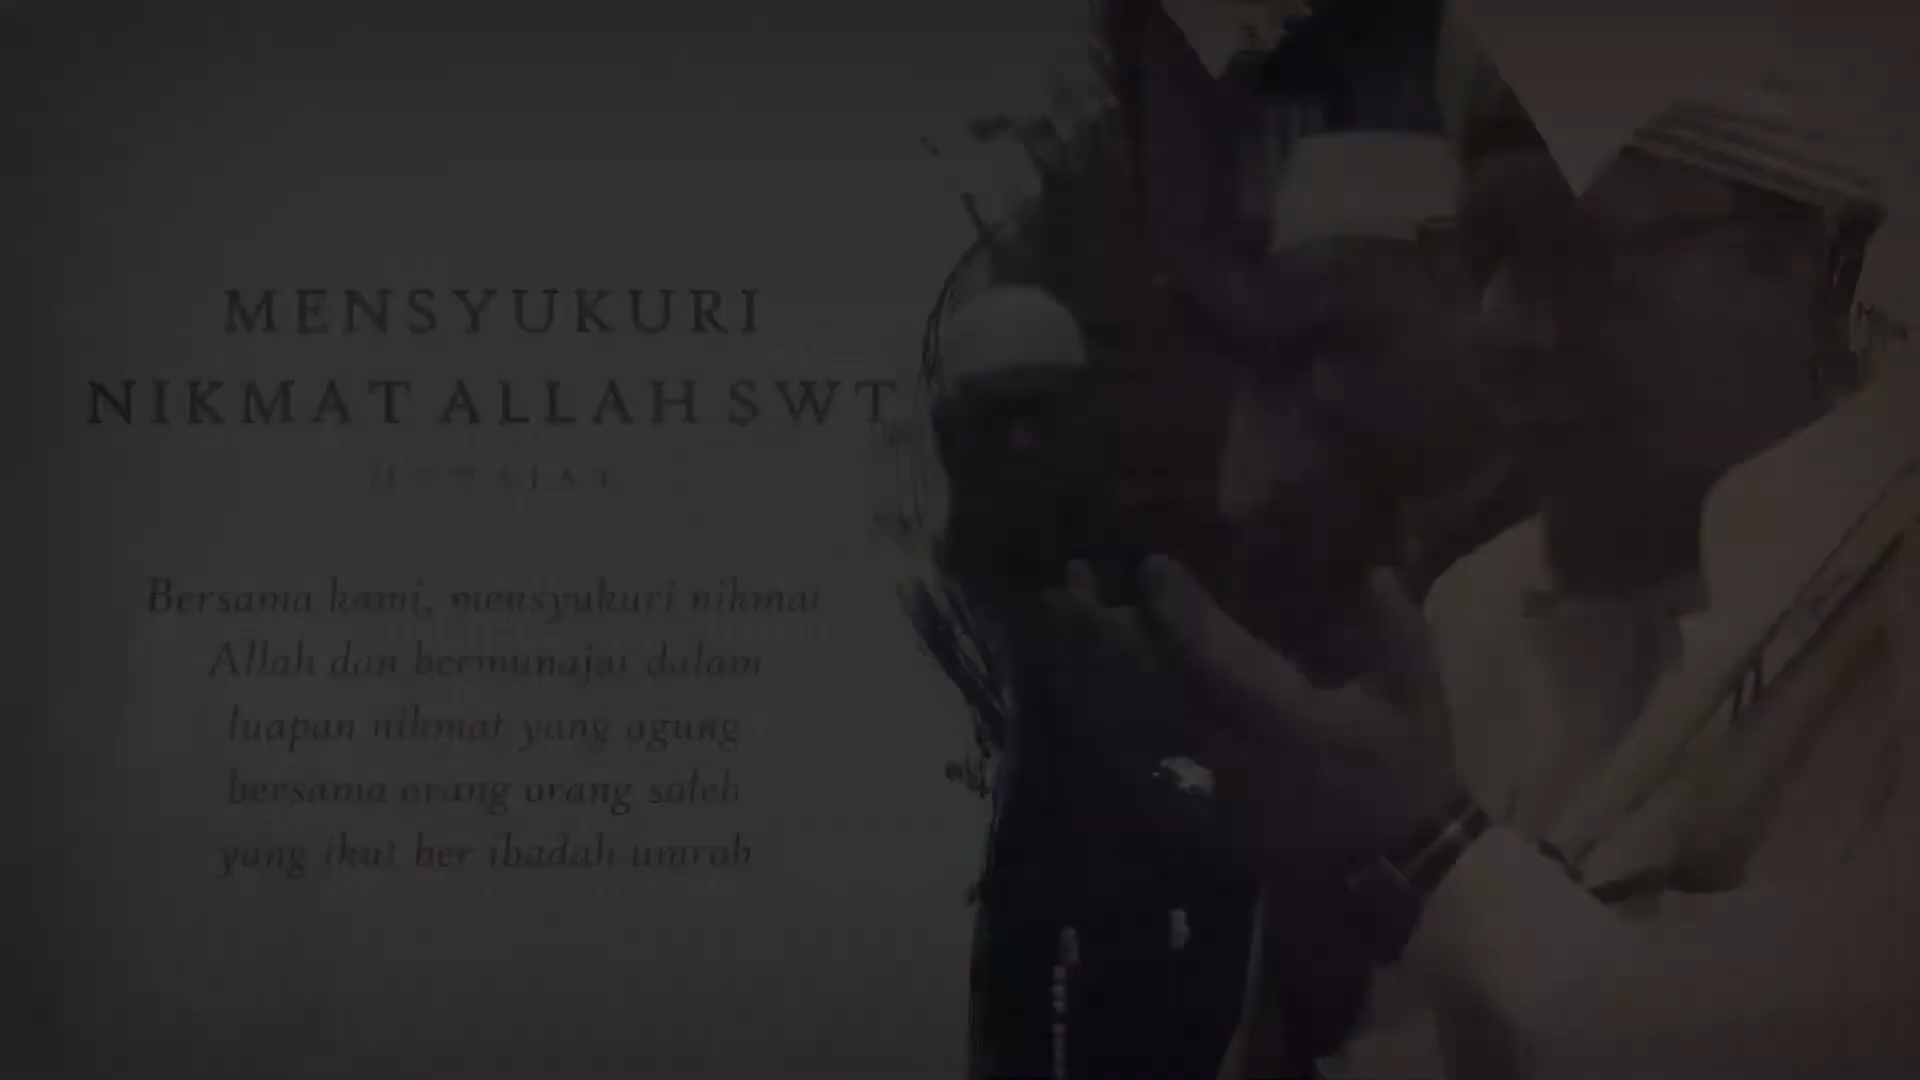 MENSYUKURI
NIKMAT ALLAH SWT
Bersama kami, mensyukuri nikmat
Allah dan bermunajat dalam
luapan nikmat yang agung
bersama orang orang saleh
yang ikut ber ibadah umroh